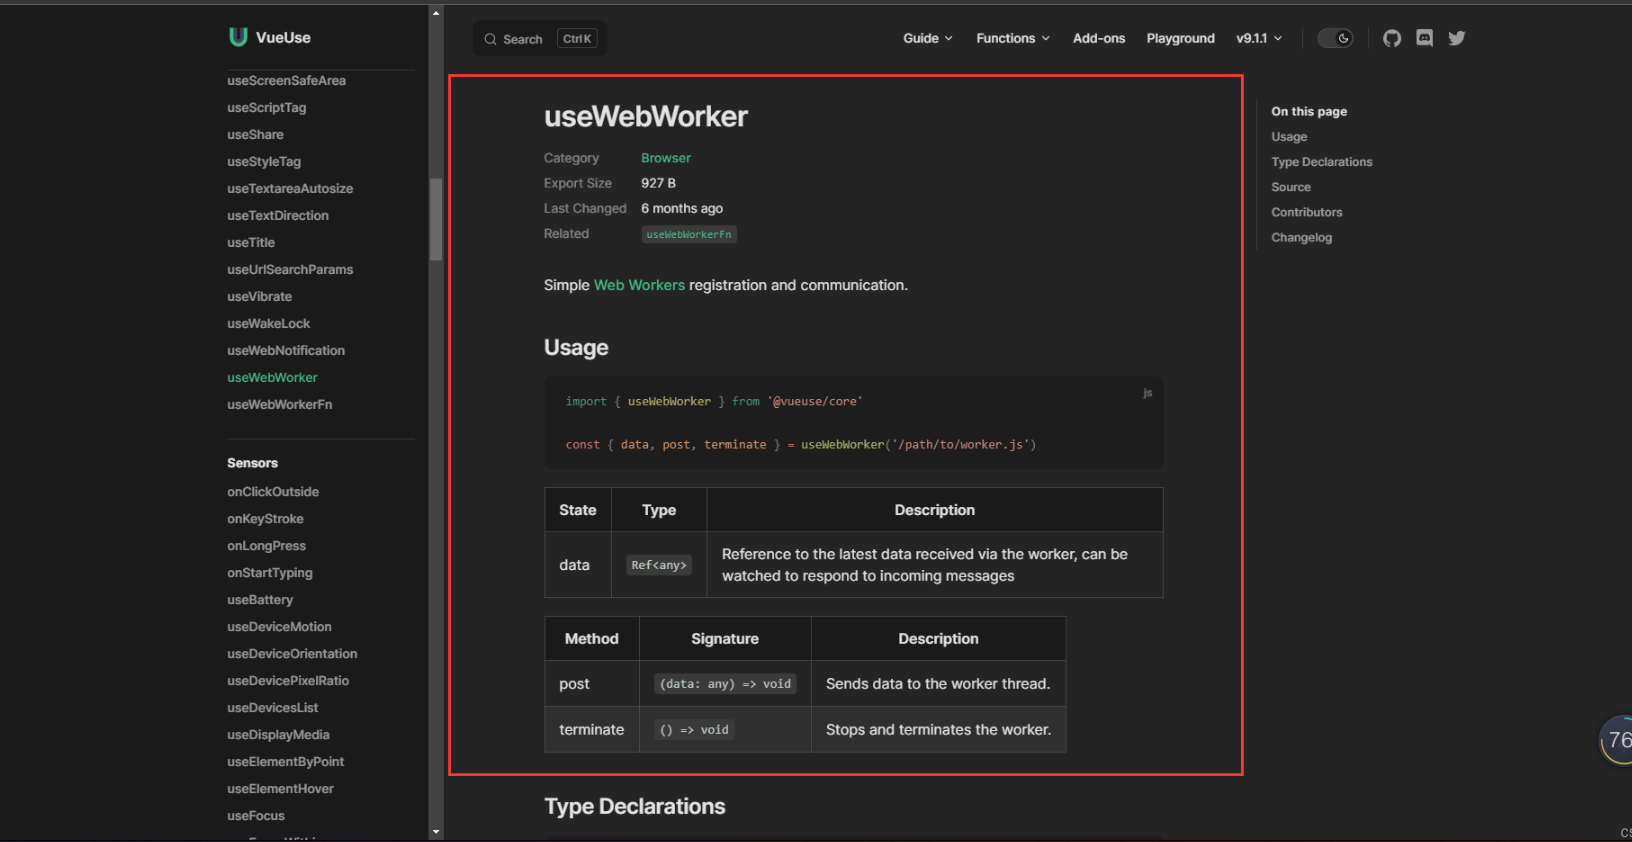 VueUse
useScreenSafeArea
useScriptTag
useShare
useStyleTag
useTextareaAutosize
useTextDirection
useTitle
useUrlSearchParams
useVibrate
useWakeLock
useWebNotification
useWebWorker
useWebWorkerFn
Sensors
onClickOutside
onKeyStroke
onLongPress
onStartTyping
useBattery
useDeviceMotion
useDeviceOrientation
useDevicePixelRatio
useDevicesList
useDisplayMedia
useElementByPoint
useElementHover
useFocus
Search Ctrl K
Guide Functions Add-ons Playground v9.1.1
useWebWorker
Category Browser
Export Size 927 B
Last Changed 6 months ago
Related useWebWorkerFn
Simple Web Workers registration and communication.
Usage
js
import { useWebWorker } from '@vueuse/core'
const { data, post, terminate } = useWebWorker('/path/to/worker.js')
State Type Description
data Ref<any> Reference to the latest data received via the worker, can be
watched to respond to incoming messages
Method Signature Description
post (data: any) => void Sends data to the worker thread.
terminate () => void Stops and terminates the worker.
Type Declarations
On this page
Usage
Type Declarations
Source
Contributors
Changelog
76